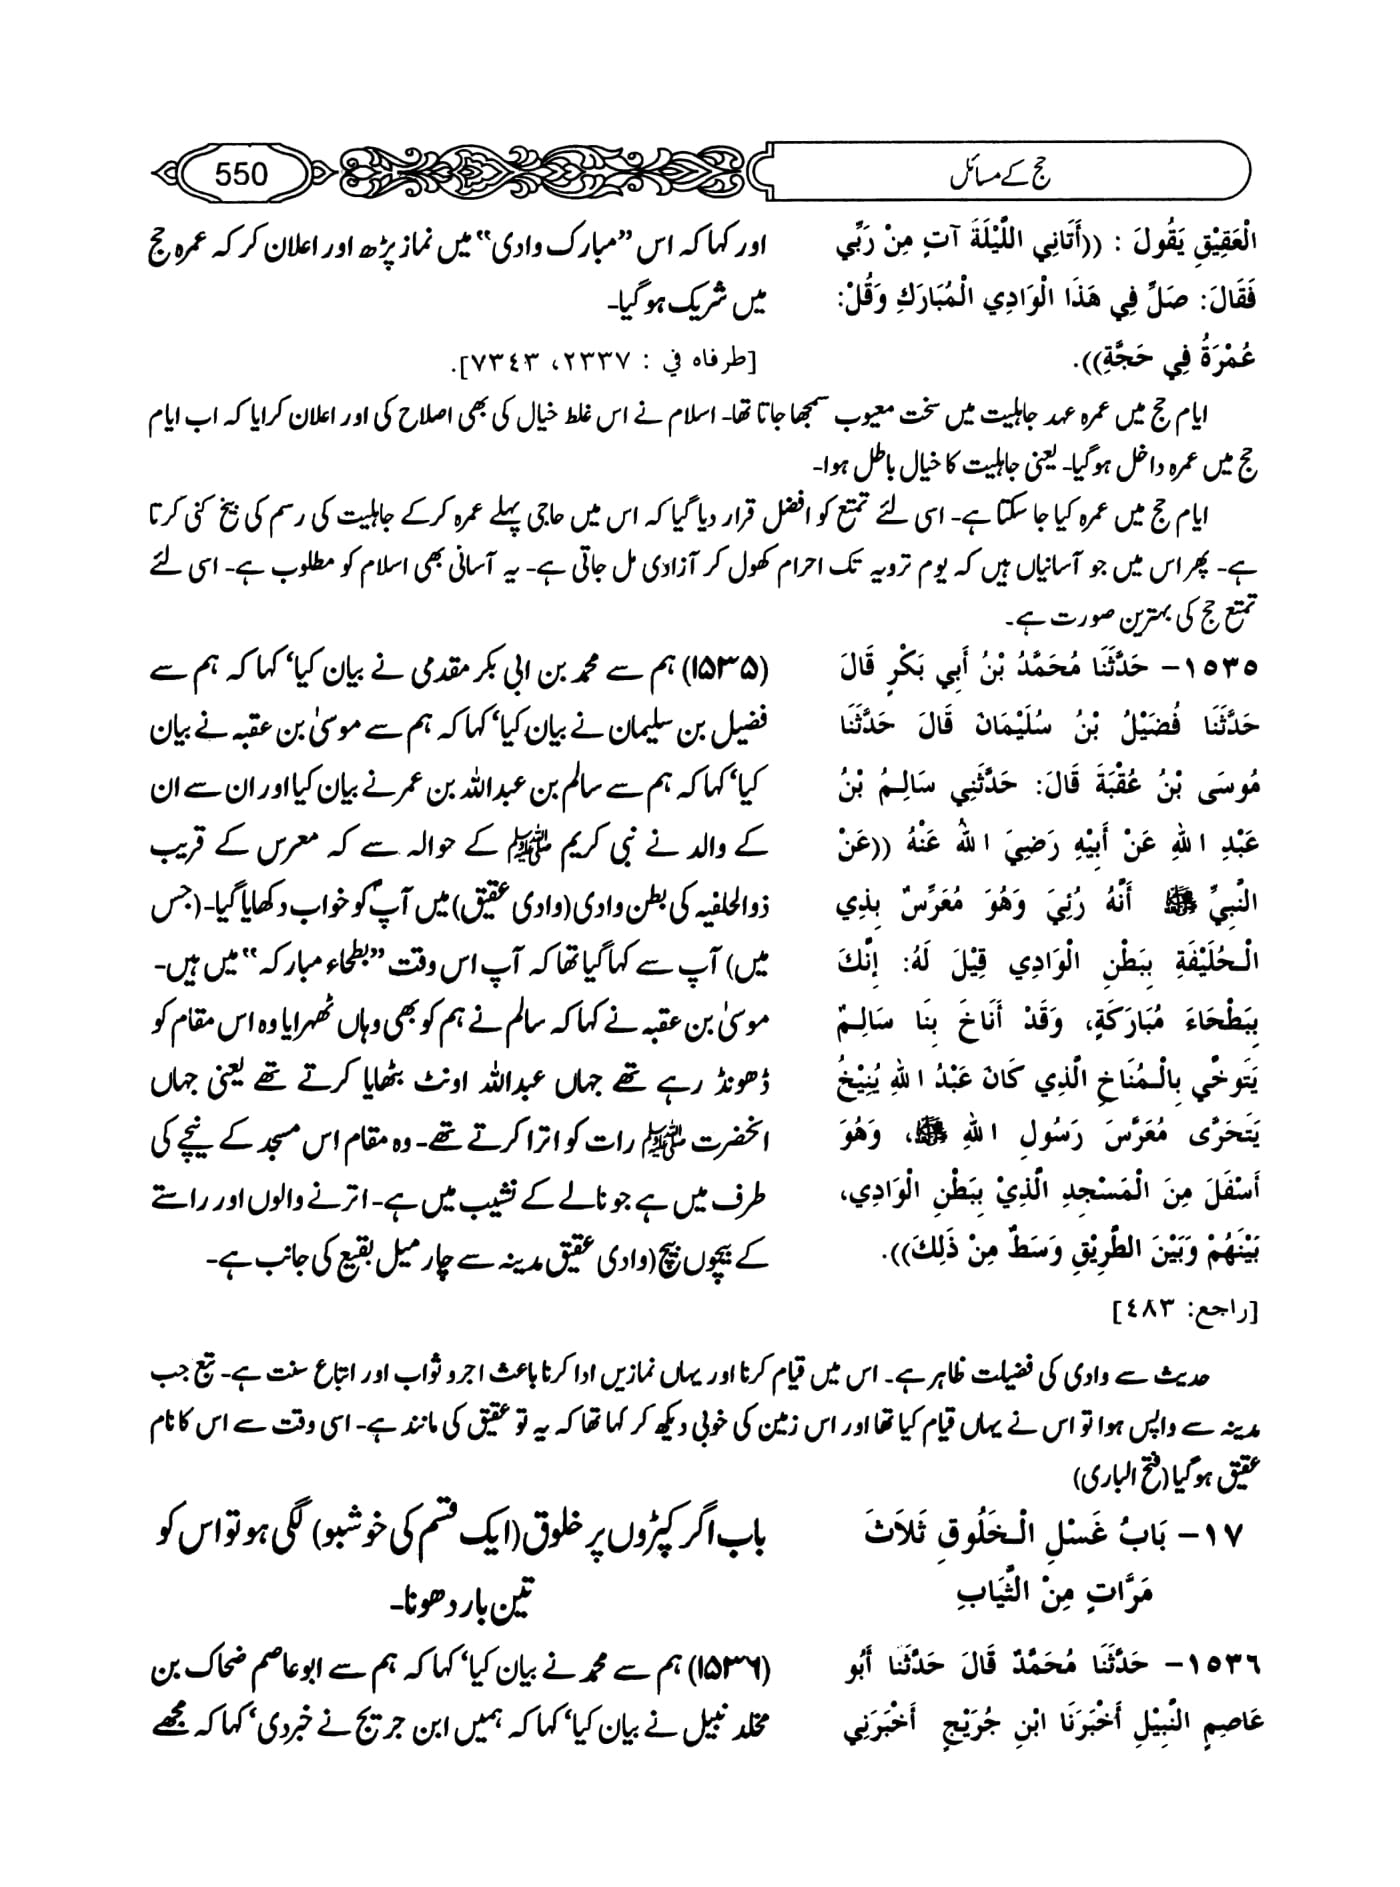 حج کے مسائل
550
الْعَقِيْقِ يَقُولَ : ((أَتَانِي اللَّيْلَةَ آتٍ مِنْ رَبِّي
فَقَالَ: صَلِّ فِي هَذَا الْوَادِي الْمُبَارَكِ وَقُلْ:
عُمْرَةُ فِي حَجَّةٍ)).
اور کہا کہ اس ”مبارک وادی“ میں نماز پڑھ اور اعلان کر کہ عمرہ حج
میں شریک ہو گیا۔
[طرفاه في : ٢٣٣٧، ٧٣٤٣].
ایام حج میں عمرہ عہد جاہلیت میں سخت معیوب سمجھا جاتا تھا۔ اسلام نے اس غلط خیال کی بھی اصلاح کی اور اعلان کرایا کہ اب ایام
حج میں عمرہ داخل ہو گیا۔ یعنی جاہلیت کا خیال باطل ہوا۔
ایام حج میں عمرہ کیا جا سکتا ہے۔ اسی لئے تمتع کو افضل قرار دیا گیا کہ اس میں حاجی پہلے عمرہ کر کے جاہلیت کی رسم کی بیخ کنی کرتا
ہے۔ پھر اس میں جو آسانیاں ہیں کہ یوم ترویہ تک احرام کھول کر آزادی مل جاتی ہے۔ یہ آسانی بھی اسلام کو مطلوب ہے۔ اسی لئے
تمتع حج کی بہترین صورت ہے۔
١٥٣٥- حَدَّثَنَا مُحَمَّدُ بْنُ أَبِي بَكْرٍ قَالَ
حَدَّثَنَا فُضَيْلُ بْنُ سُلَيْمَانَ قَالَ حَدَّثَنَا
مُوسَى بْنُ عُقْبَةَ قَالَ: حَدَّثَنِي سَالِمُ بْنُ
عَبْدِ اللهِ عَنْ أَبِيْهِ رَضِيَ اللهُ عَنْهُ ((عَنْ
النَّبِيِّ ﷺ أَنَّهُ رُئِيَ وَهُوَ مُعَرَّسٌ بِذِي
الْحُلَيْفَةِ بِبَطْنِ الْوَادِي قِيْلَ لَهُ: إِنَّكَ
بِبَطْحَاءَ مُبَارَكَةٍ، وَقَدْ أَنَاخَ بِنَا سَالِمٌ
يَتَوخَّي بِالْمُنَاخِ الَّذِي كَانَ عَبْدُ اللهِ يُنِيْخُ
يَتَحَرَّى مُعَرَّسَ رَسُولِ اللهِ ﷺ، وَهُوَ
أَسْفَلَ مِنَ الْمَسْجِدِ الَّذِيْ بِبَطْنِ الْوَادِي،
بَيْنَهُمْ وَبَيْنَ الطَّرِيْقِ وَسَطٌ مِنْ ذَلِكَ)).
[راجع: ٤٨٣]
(۱۵۳۵) ہم سے محمد بن ابی بکر مقدمی نے بیان کیا‘ کہا کہ ہم سے
فضیل بن سلیمان نے بیان کیا‘ کہا کہ ہم سے موسیٰ بن عقبہ نے بیان
کیا‘ کہا کہ ہم سے سالم بن عبداللہ بن عمر نے بیان کیا اور ان سے ان
کے والد نے نبی کریم ﷺ کے حوالہ سے کہ معرس کے قریب
ذوالحلفیہ کی بطن وادی (وادی عقیق) میں آپؐ کو خواب دکھایا گیا۔ (جس
میں) آپ سے کہا گیا تھا کہ آپ اس وقت ”بطحاء مبارکہ“ میں ہیں۔
موسیٰ بن عقبہ نے کہا کہ سالم نے ہم کو بھی وہاں ٹھہرایا وہ اس مقام کو
ڈھونڈ رہے تھے جہاں عبداللہ اونٹ بٹھایا کرتے تھے یعنی جہاں
انحضرت ﷺ رات کو اترا کرتے تھے۔ وہ مقام اس مسجد کے نیچے کی
طرف میں ہے جو نالے کے نشیب میں ہے۔ اترنے والوں اور راستے
کے بیچوں بیچ (وادی عقیق مدینہ سے چار میل بقیع کی جانب ہے۔
حدیث سے وادی کی فضیلت ظاہر ہے۔ اس میں قیام کرنا اور یہاں نمازیں ادا کرنا باعث اجر و ثواب اور اتباع سنت ہے۔ تبع جب
مدینہ سے واپس ہوا تو اس نے یہاں قیام کیا تھا اور اس زمین کی خوبی دیکھ کر کہا تھا کہ یہ تو عقیق کی مانند ہے۔ اسی وقت سے اس کا نام
عقیق ہو گیا (فتح الباری)
١٧- بَابُ غَسْلِ الْخَلُوقِ ثَلاَثَ
مَرَّاتٍ مِنْ الثِّيَابِ
باب اگر کپڑوں پر خلوق (ایک قسم کی خوشبو) لگی ہو تو اس کو
تین بار دھونا۔
١٥٣٦- حَدَّثَنَا مُحَمَّدٌ قَالَ حَدَّثَنَا أَبُو
عَاصِمٍ النَّبِيْلِ أَخْبَرَنَا ابْنِ جُرَيْجٍ أَخْبَرَنِي
(۱۵۳۶) ہم سے محمد نے بیان کیا‘ کہا کہ ہم سے ابوعاصم ضحاک بن
مخلد نبیل نے بیان کیا‘ کہا کہ ہمیں ابن جریج نے خبر دی‘ کہا کہ مجھے